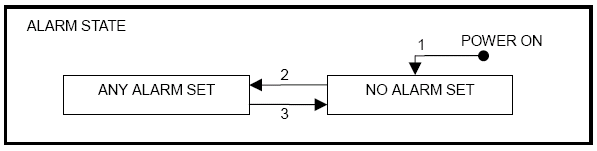 ALARM STATE
1
POWER ON
2
ANY ALARM SET
NO ALARM SET
3